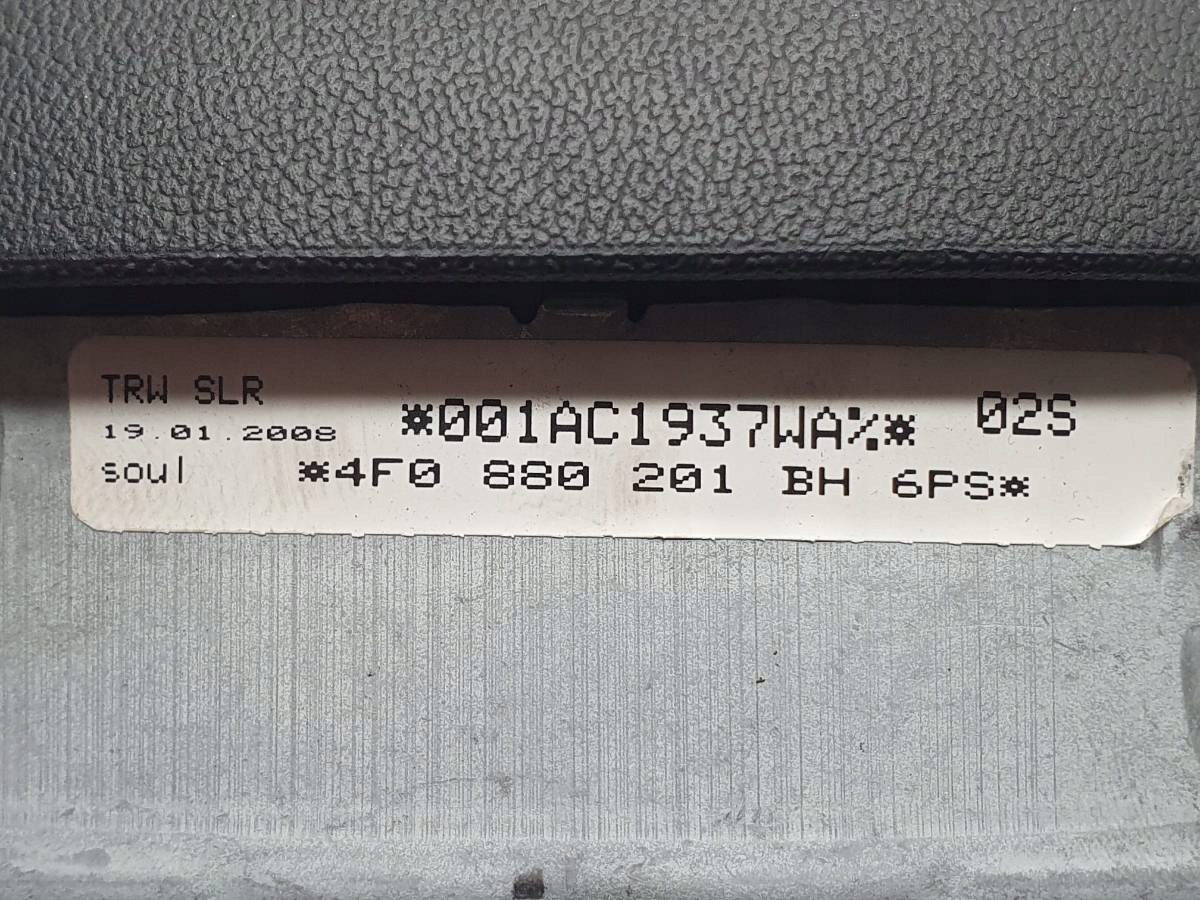 TRW SLR
*001AC1937WA%* 02S
19.01.2008
soul *4F0 880 201 BH 6PS*